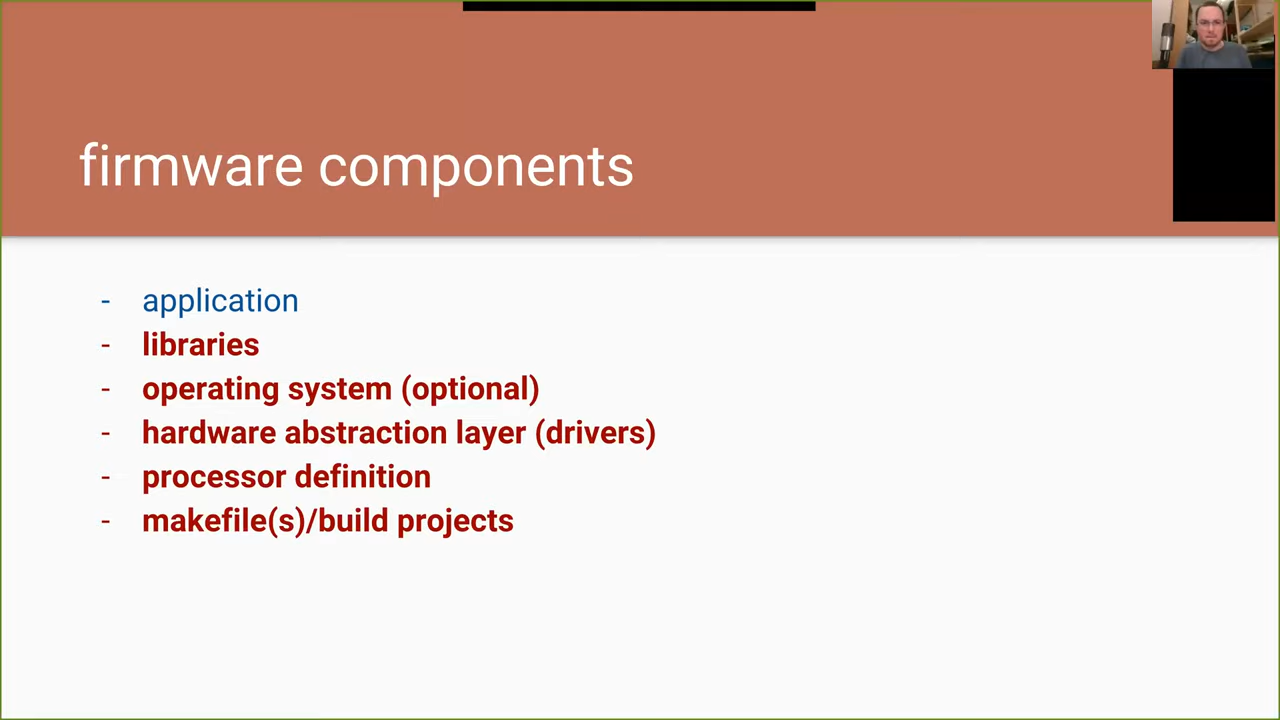 firmware components
- application
- libraries
- operating system (optional)
- hardware abstraction layer (drivers)
- processor definition
- makefile(s)/build projects